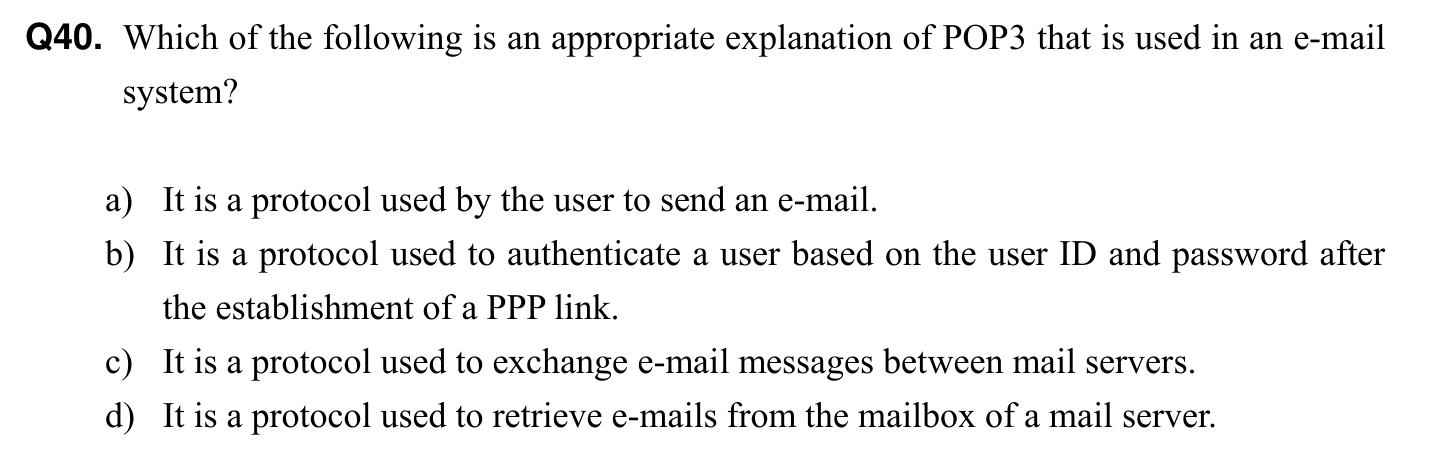 Q40. Which of the following is an appropriate explanation of POP3 that is used in an e-mail
system?
a) It is a protocol used by the user to send an e-mail.
b) It is a protocol used to authenticate a user based on the user ID and password after
the establishment of a PPP link.
c) It is a protocol used to exchange e-mail messages between mail servers.
d) It is a protocol used to retrieve e-mails from the mailbox of a mail server.